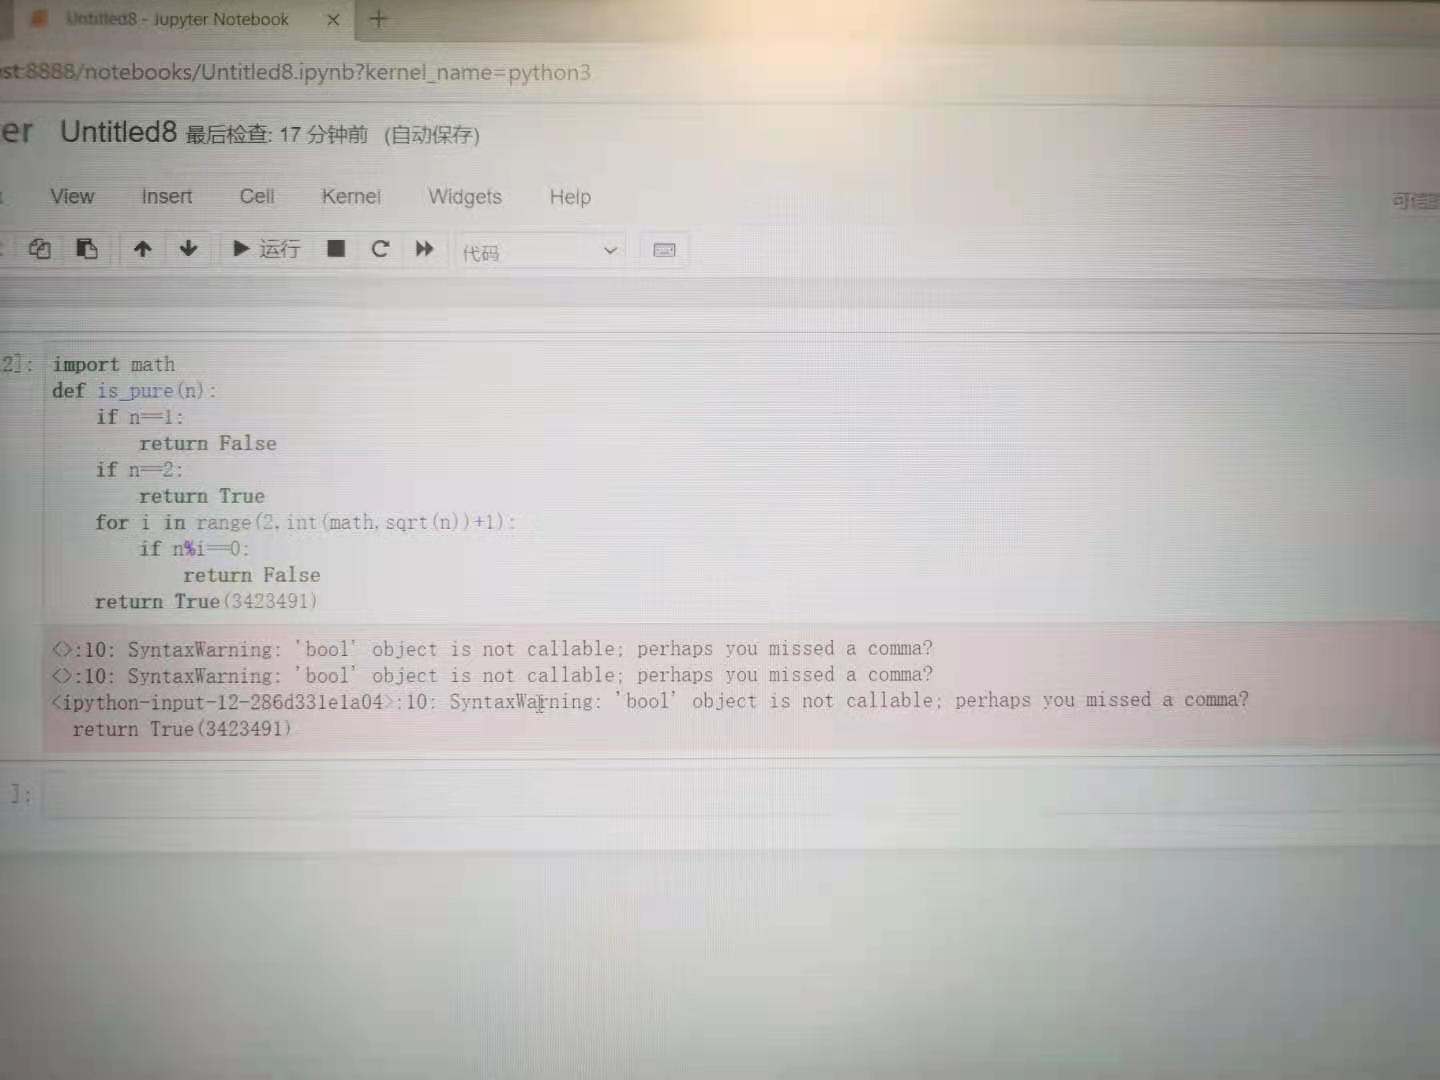 Untitled8 - Jupyter Notebook
st:8888/notebooks/Untitled8.ipynb?kernel_name=python3
er Untitled8 最后检查: 17 分钟前 (自动保存)
View Insert Cell Kernel Widgets Help
可信的
运行 代码
2]: import math
def is_pure(n):
if n==1:
return False
if n==2:
return True
for i in range(2,int(math.sqrt(n))+1):
if n%i==0:
return False
return True(3423491)
<>:10: SyntaxWarning: 'bool' object is not callable; perhaps you missed a comma?
<>:10: SyntaxWarning: 'bool' object is not callable; perhaps you missed a comma?
<ipython-input-12-286d331e1a04>:10: SyntaxWarning: 'bool' object is not callable; perhaps you missed a comma?
return True(3423491)
]: